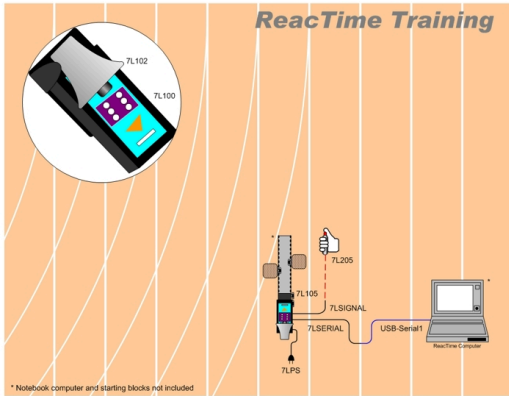 ReacTime Training
7L102
7L100
*
7L205
*
7L105
7LSIGNAL
7LSERIAL
USB-Serial1
ReacTime Computer
7LPS
* Notebook computer and starting blocks not included